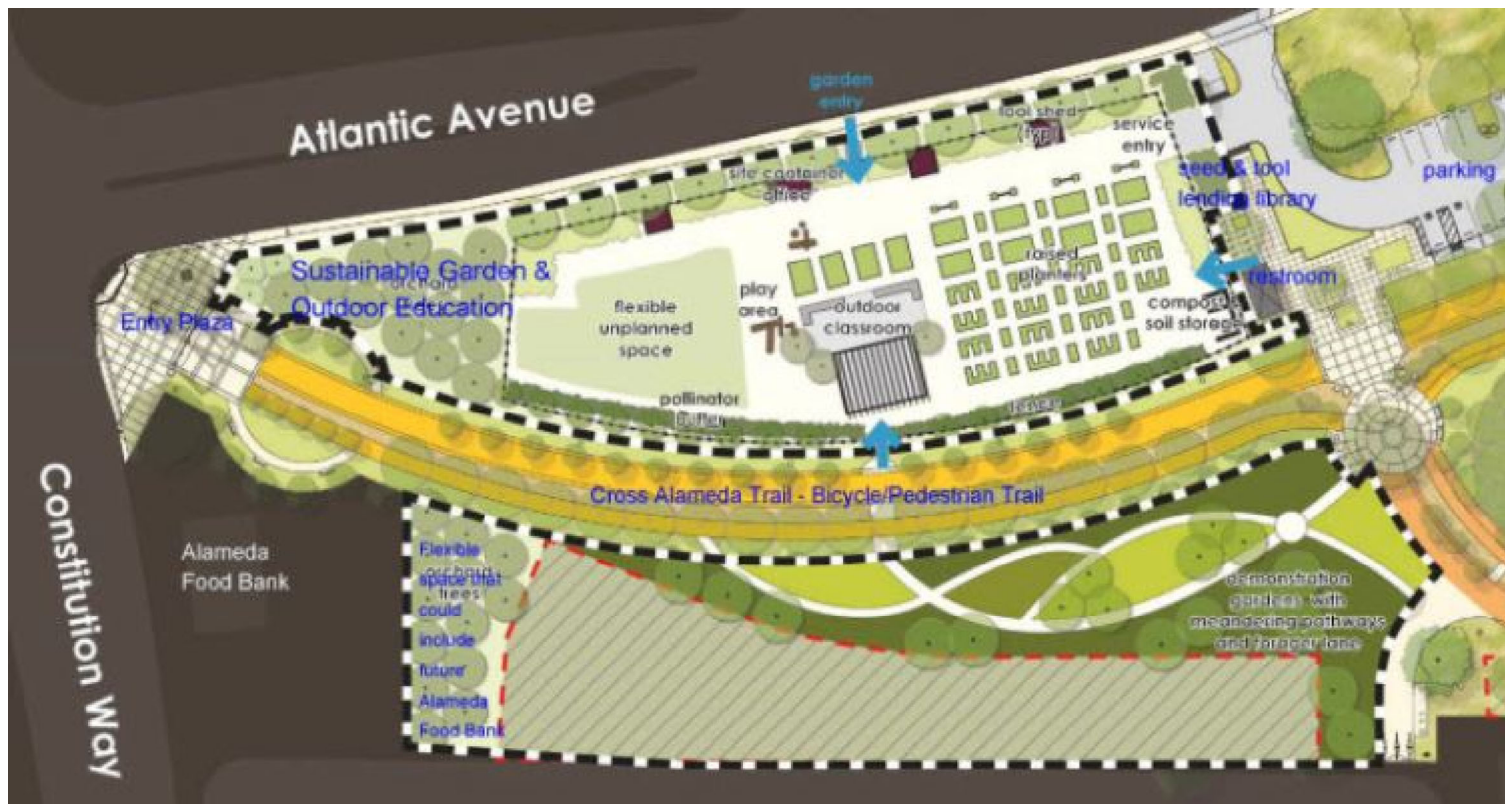 Atlantic Avenue
garden
entry
tool shed
(typ)
service
entry
site container
office
seed & tool
lending library
parking
Sustainable Garden &
orchard
Outdoor Education
Entry Plaza
flexible
unplanned
space
play
area
outdoor
classroom
raised
planters
restroom
compost
soil storage
pollinator
buffer
fence
Cross Alameda Trail - Bicycle/Pedestrian Trail
Constitution Way
Alameda
Food Bank
Flexible
orchard
space that
trees
could
include
future
Alameda
Food Bank
demonstration
gardens with
meandering pathways
and forager lane